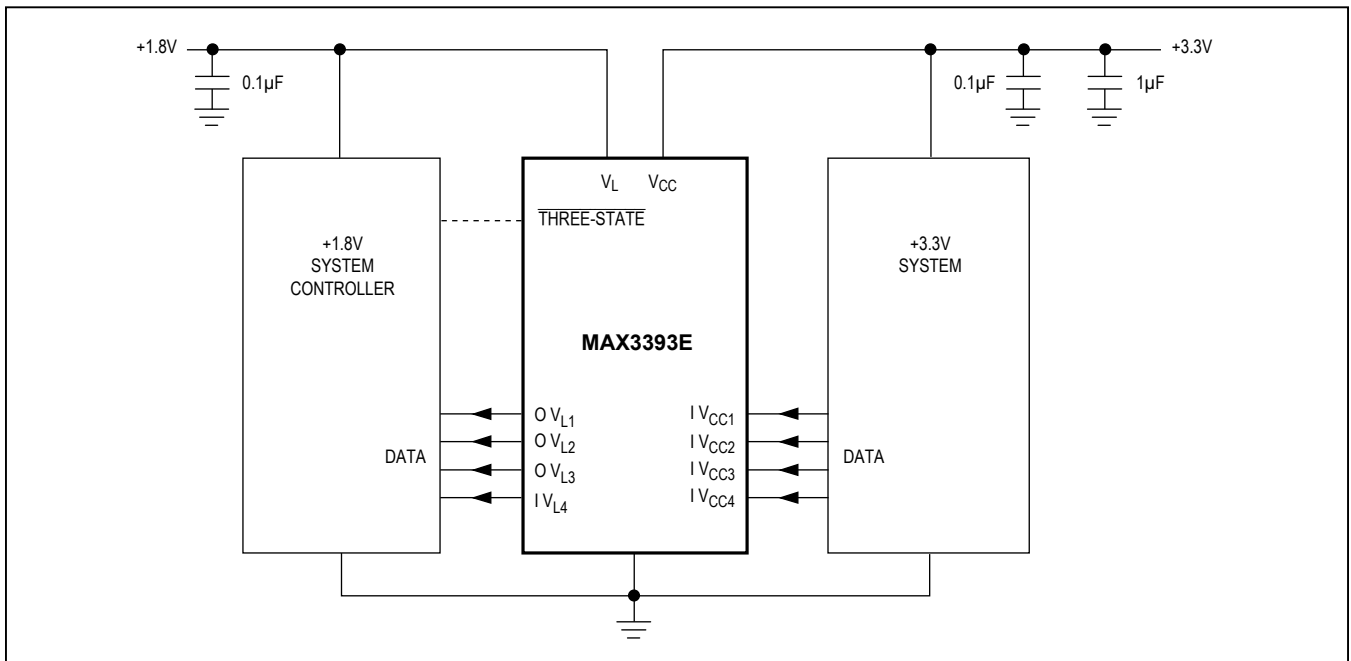 +1.8V
0.1µF
+3.3V
0.1µF
1µF
V_L V_CC
THREE-STATE
+1.8V
SYSTEM
CONTROLLER
+3.3V
SYSTEM
MAX3393E
O V_L1
O V_L2
O V_L3
I V_L4
DATA
I V_CC1
I V_CC2
I V_CC3
I V_CC4
DATA